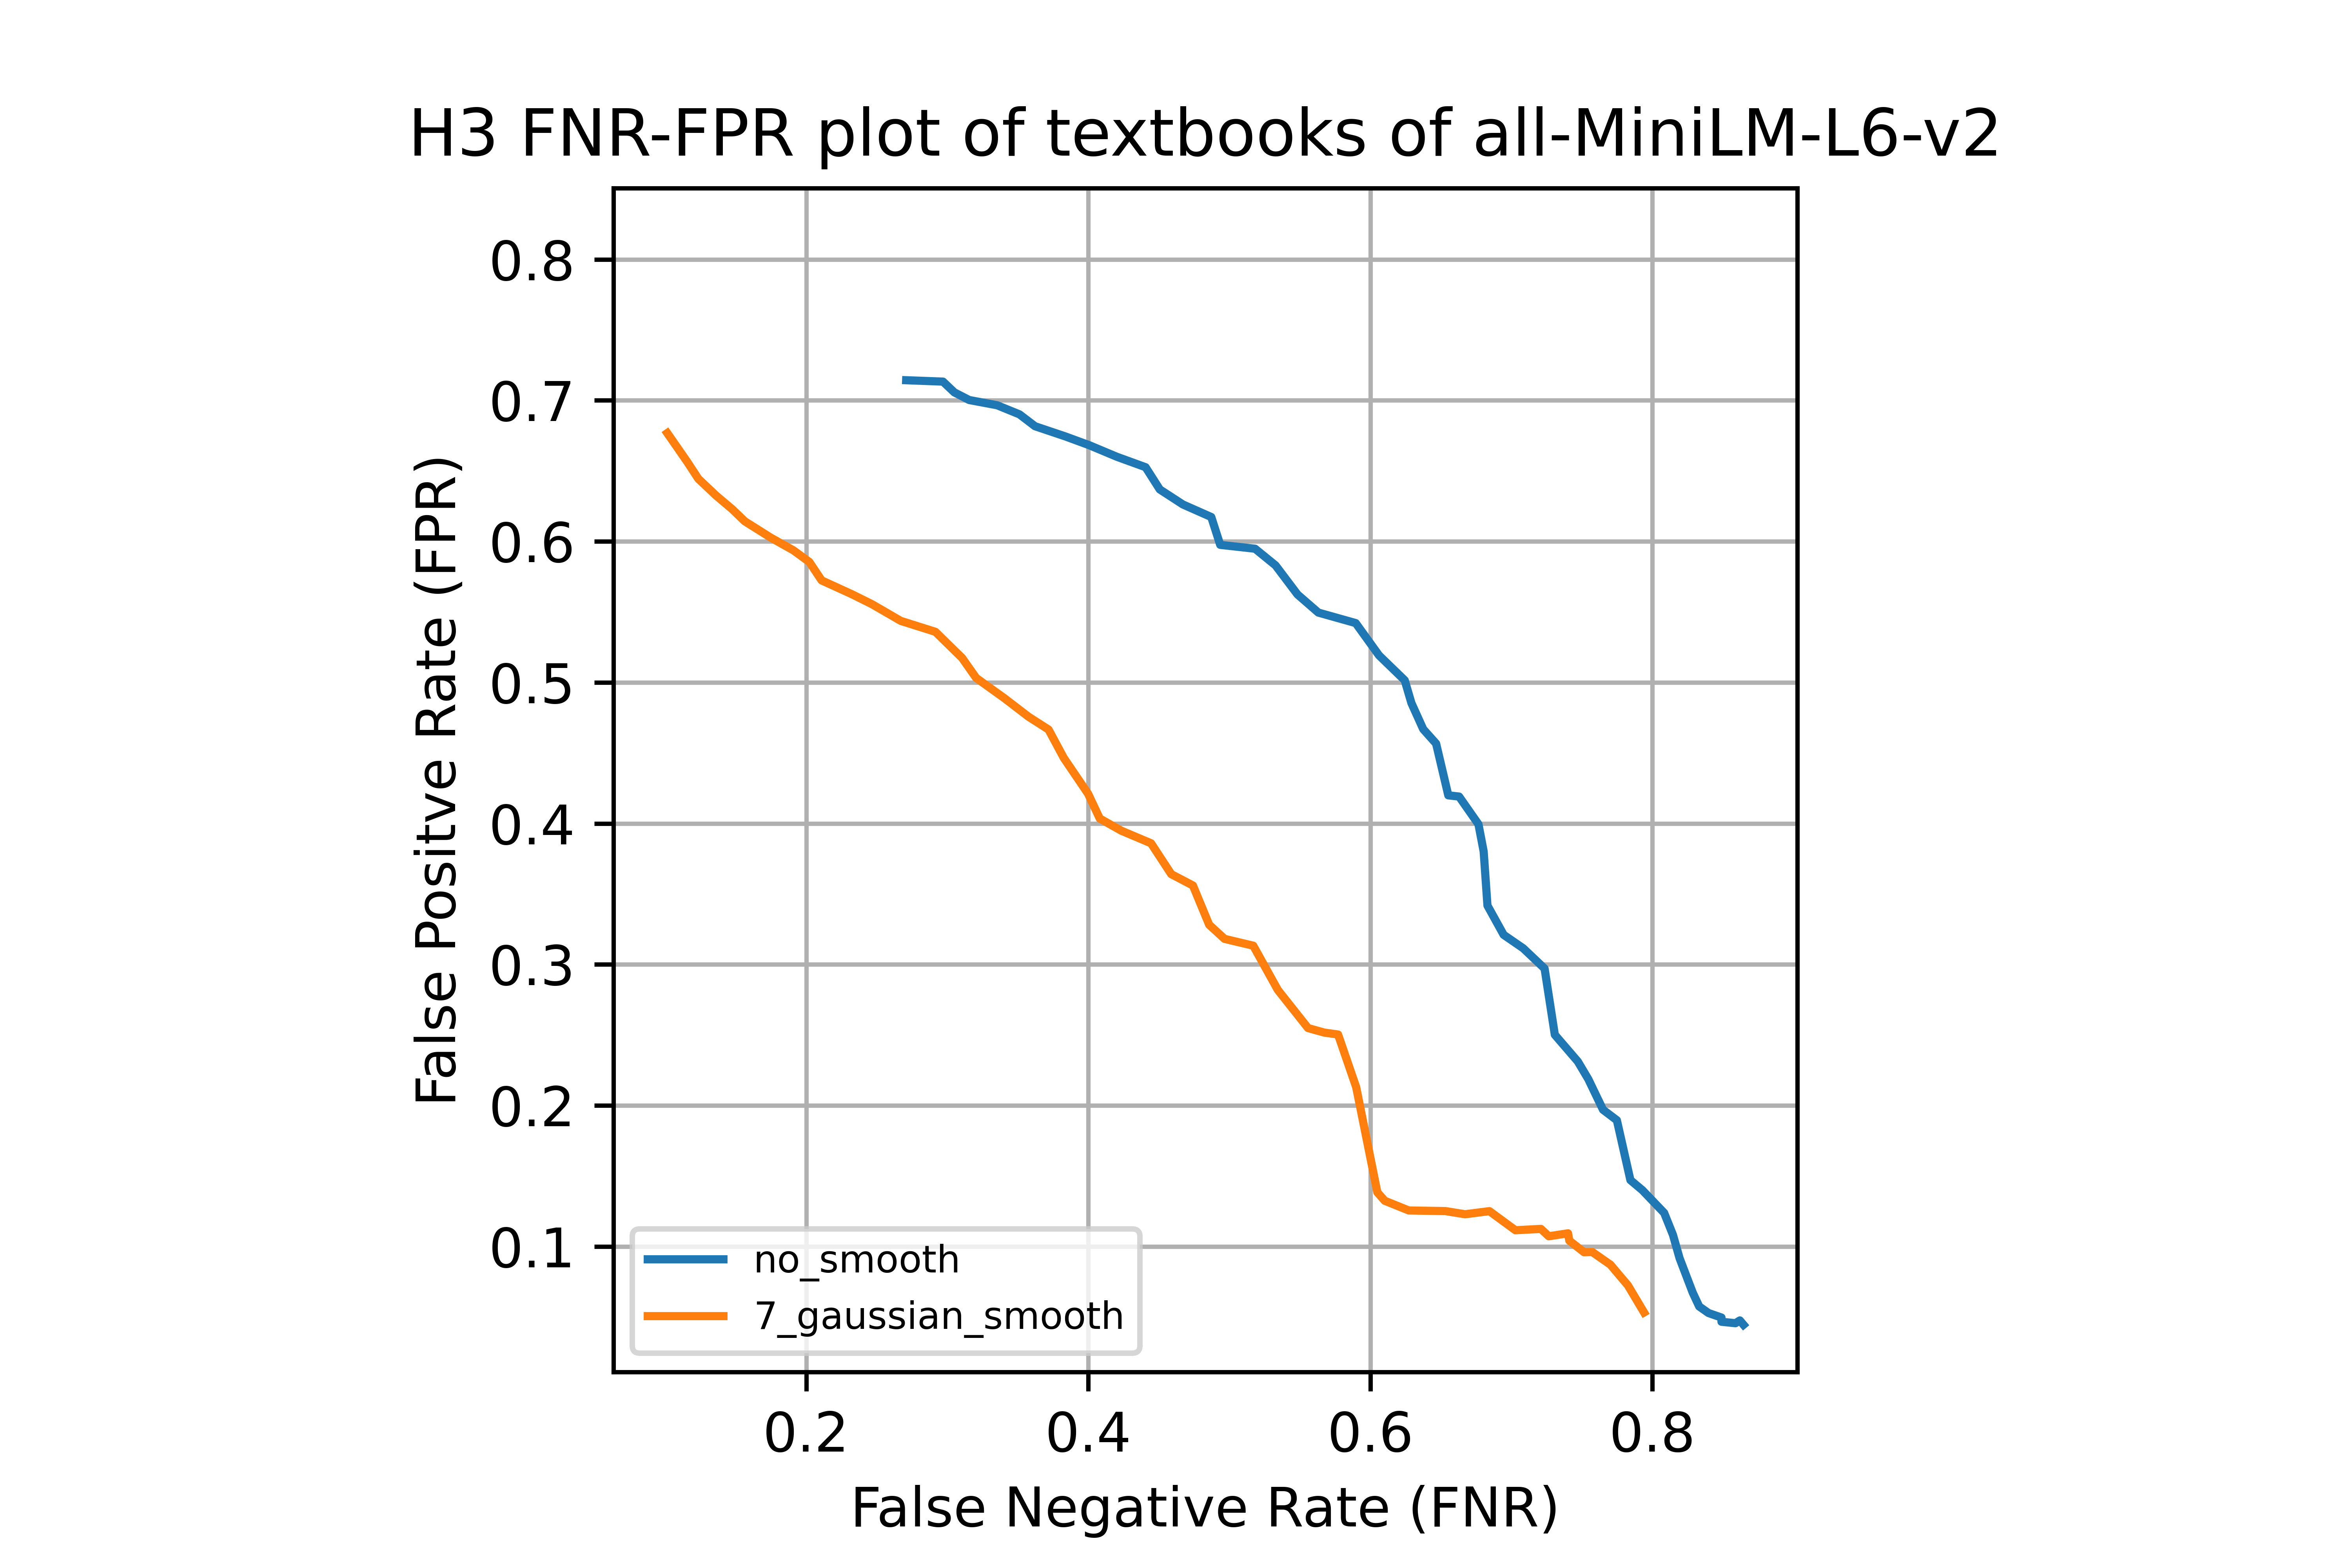 H3 FNR-FPR plot of textbooks of all-MiniLM-L6-v2
False Positve Rate (FPR)
0.8
0.7
0.6
0.5
0.4
0.3
0.2
0.1
no_smooth
7_gaussian_smooth
0.2 0.4 0.6 0.8
False Negative Rate (FNR)